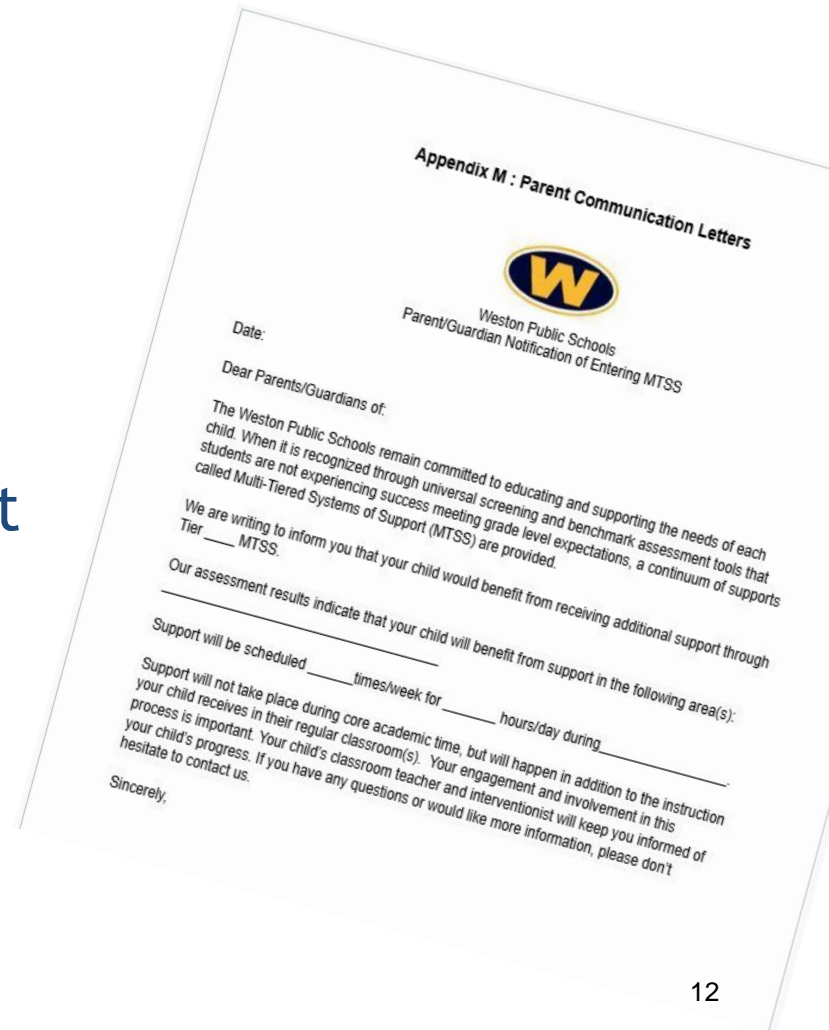 t
Appendix M : Parent Communication Letters
W
Weston Public Schools
Parent/Guardian Notification of Entering MTSS
Date:
Dear Parents/Guardians of:
The Weston Public Schools remain committed to educating and supporting the needs of each
child. When it is recognized through universal screening and benchmark assessment tools that
students are not experiencing success meeting grade level expectations, a continuum of supports
called Multi-Tiered Systems of Support (MTSS) are provided.
We are writing to inform you that your child would benefit from receiving additional support through
Tier ____ MTSS.
Our assessment results indicate that your child will benefit from support in the following area(s):
____________________________________
Support will be scheduled ______times/week for _______ hours/day during_________________.
Support will not take place during core academic time, but will happen in addition to the instruction
your child receives in their regular classroom(s). Your engagement and involvement in this
process is important. Your child's classroom teacher and interventionist will keep you informed of
your child's progress. If you have any questions or would like more information, please don't
hesitate to contact us.
Sincerely,
12